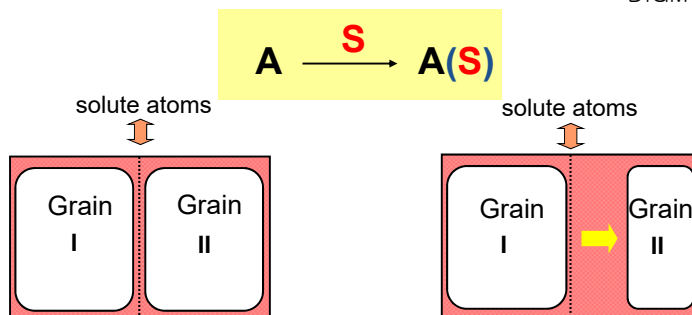 S
A → A(S)
solute atoms
solute atoms
Grain
I
Grain
II
Grain
I
Grain
II